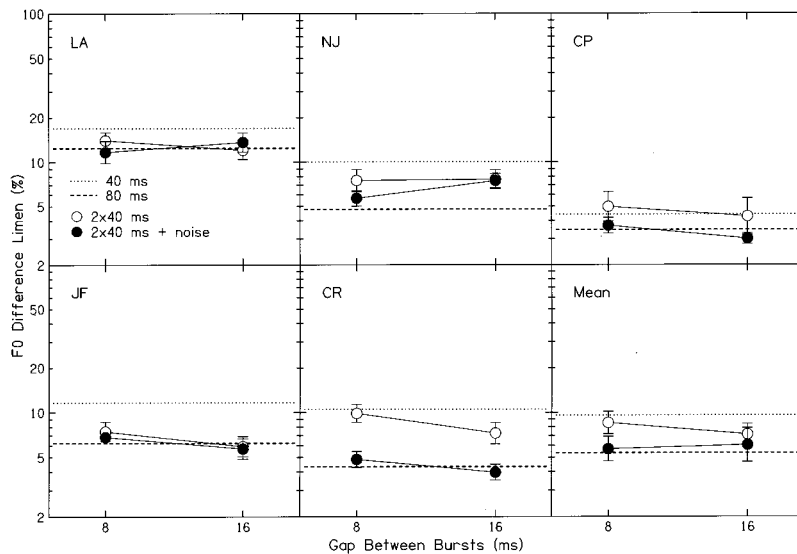 LA
NJ
CP
100
50
20
10
5
2
40 ms
80 ms
2x40 ms
2x40 ms + noise
JF
CR
Mean
50
20
10
5
2
8
16
8
16
8
16
F0 Difference Limen (%)
Gap Between Bursts (ms)